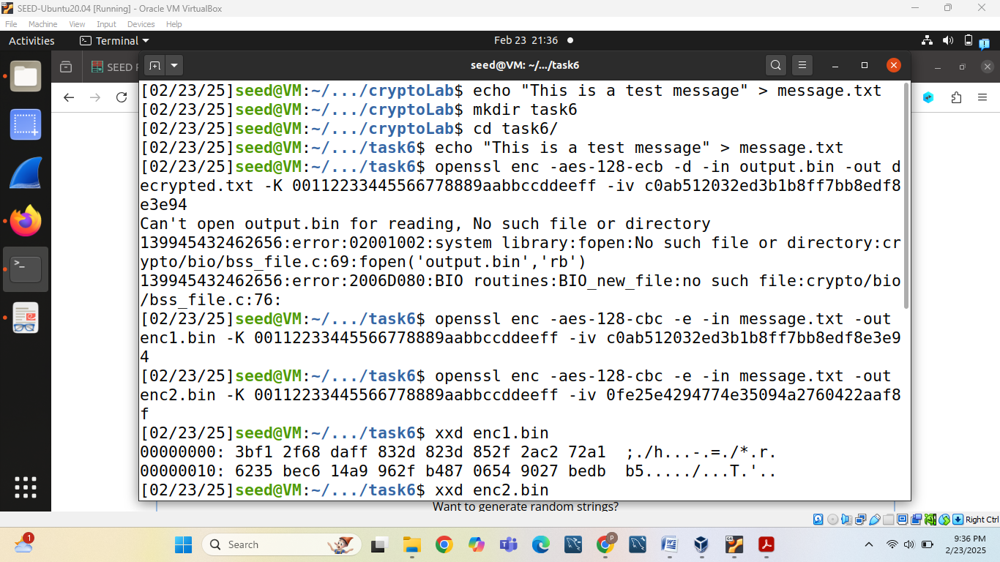 SEED-Ubuntu20.04 [Running] - Oracle VM VirtualBox
File Machine View Input Devices Help
Activities Terminal Feb 23 21:36
SEED
seed@VM: ~/.../task6
[02/23/25]seed@VM:~/.../cryptoLab$ echo "This is a test message" > message.txt
[02/23/25]seed@VM:~/.../cryptoLab$ mkdir task6
[02/23/25]seed@VM:~/.../cryptoLab$ cd task6/
[02/23/25]seed@VM:~/.../task6$ echo "This is a test message" > message.txt
[02/23/25]seed@VM:~/.../task6$ openssl enc -aes-128-ecb -d -in output.bin -out d
ecrypted.txt -K 00112233445566778889aabbccddeeff -iv c0ab512032ed3b1b8ff7bb8edf8
e3e94
Can't open output.bin for reading, No such file or directory
139945432462656:error:02001002:system library:fopen:No such file or directory:cr
ypto/bio/bss_file.c:69:fopen('output.bin','rb')
139945432462656:error:2006D080:BIO routines:BIO_new_file:no such file:crypto/bio
/bss_file.c:76:
[02/23/25]seed@VM:~/.../task6$ openssl enc -aes-128-cbc -e -in message.txt -out
enc1.bin -K 00112233445566778889aabbccddeeff -iv c0ab512032ed3b1b8ff7bb8edf8e3e9
4
[02/23/25]seed@VM:~/.../task6$ openssl enc -aes-128-cbc -e -in message.txt -out
enc2.bin -K 00112233445566778889aabbccddeeff -iv 0fe25e4294774e35094a2760422aaf8
f
[02/23/25]seed@VM:~/.../task6$ xxd enc1.bin
00000000: 3bf1 2f68 daff 832d 823d 852f 2ac2 72a1  ;./h...-.=./*.r.
00000010: 6235 bec6 14a9 962f b487 0654 9027 bedb  b5...../...T.'..
[02/23/25]seed@VM:~/.../task6$ xxd enc2.bin
Want to generate random strings?
Right Ctrl
1
Search
P
9:36 PM
2/23/2025